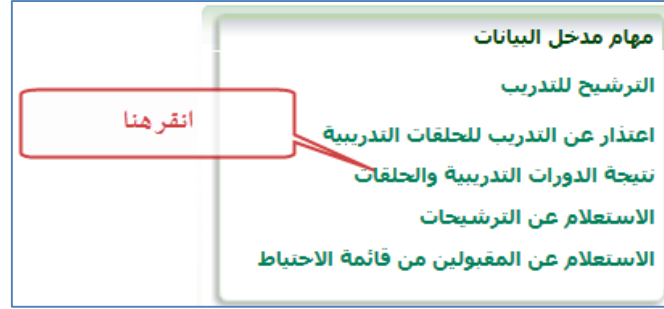 مهام مدخل البيانات
الترشيح للتدريب
انقر هنا
اعتذار عن التدريب للحلقات التدريبية
نتيجة الدورات التدريبية والحلقات
الاستعلام عن الترشيحات
الاستعلام عن المقبولين من قائمة الاحتياط